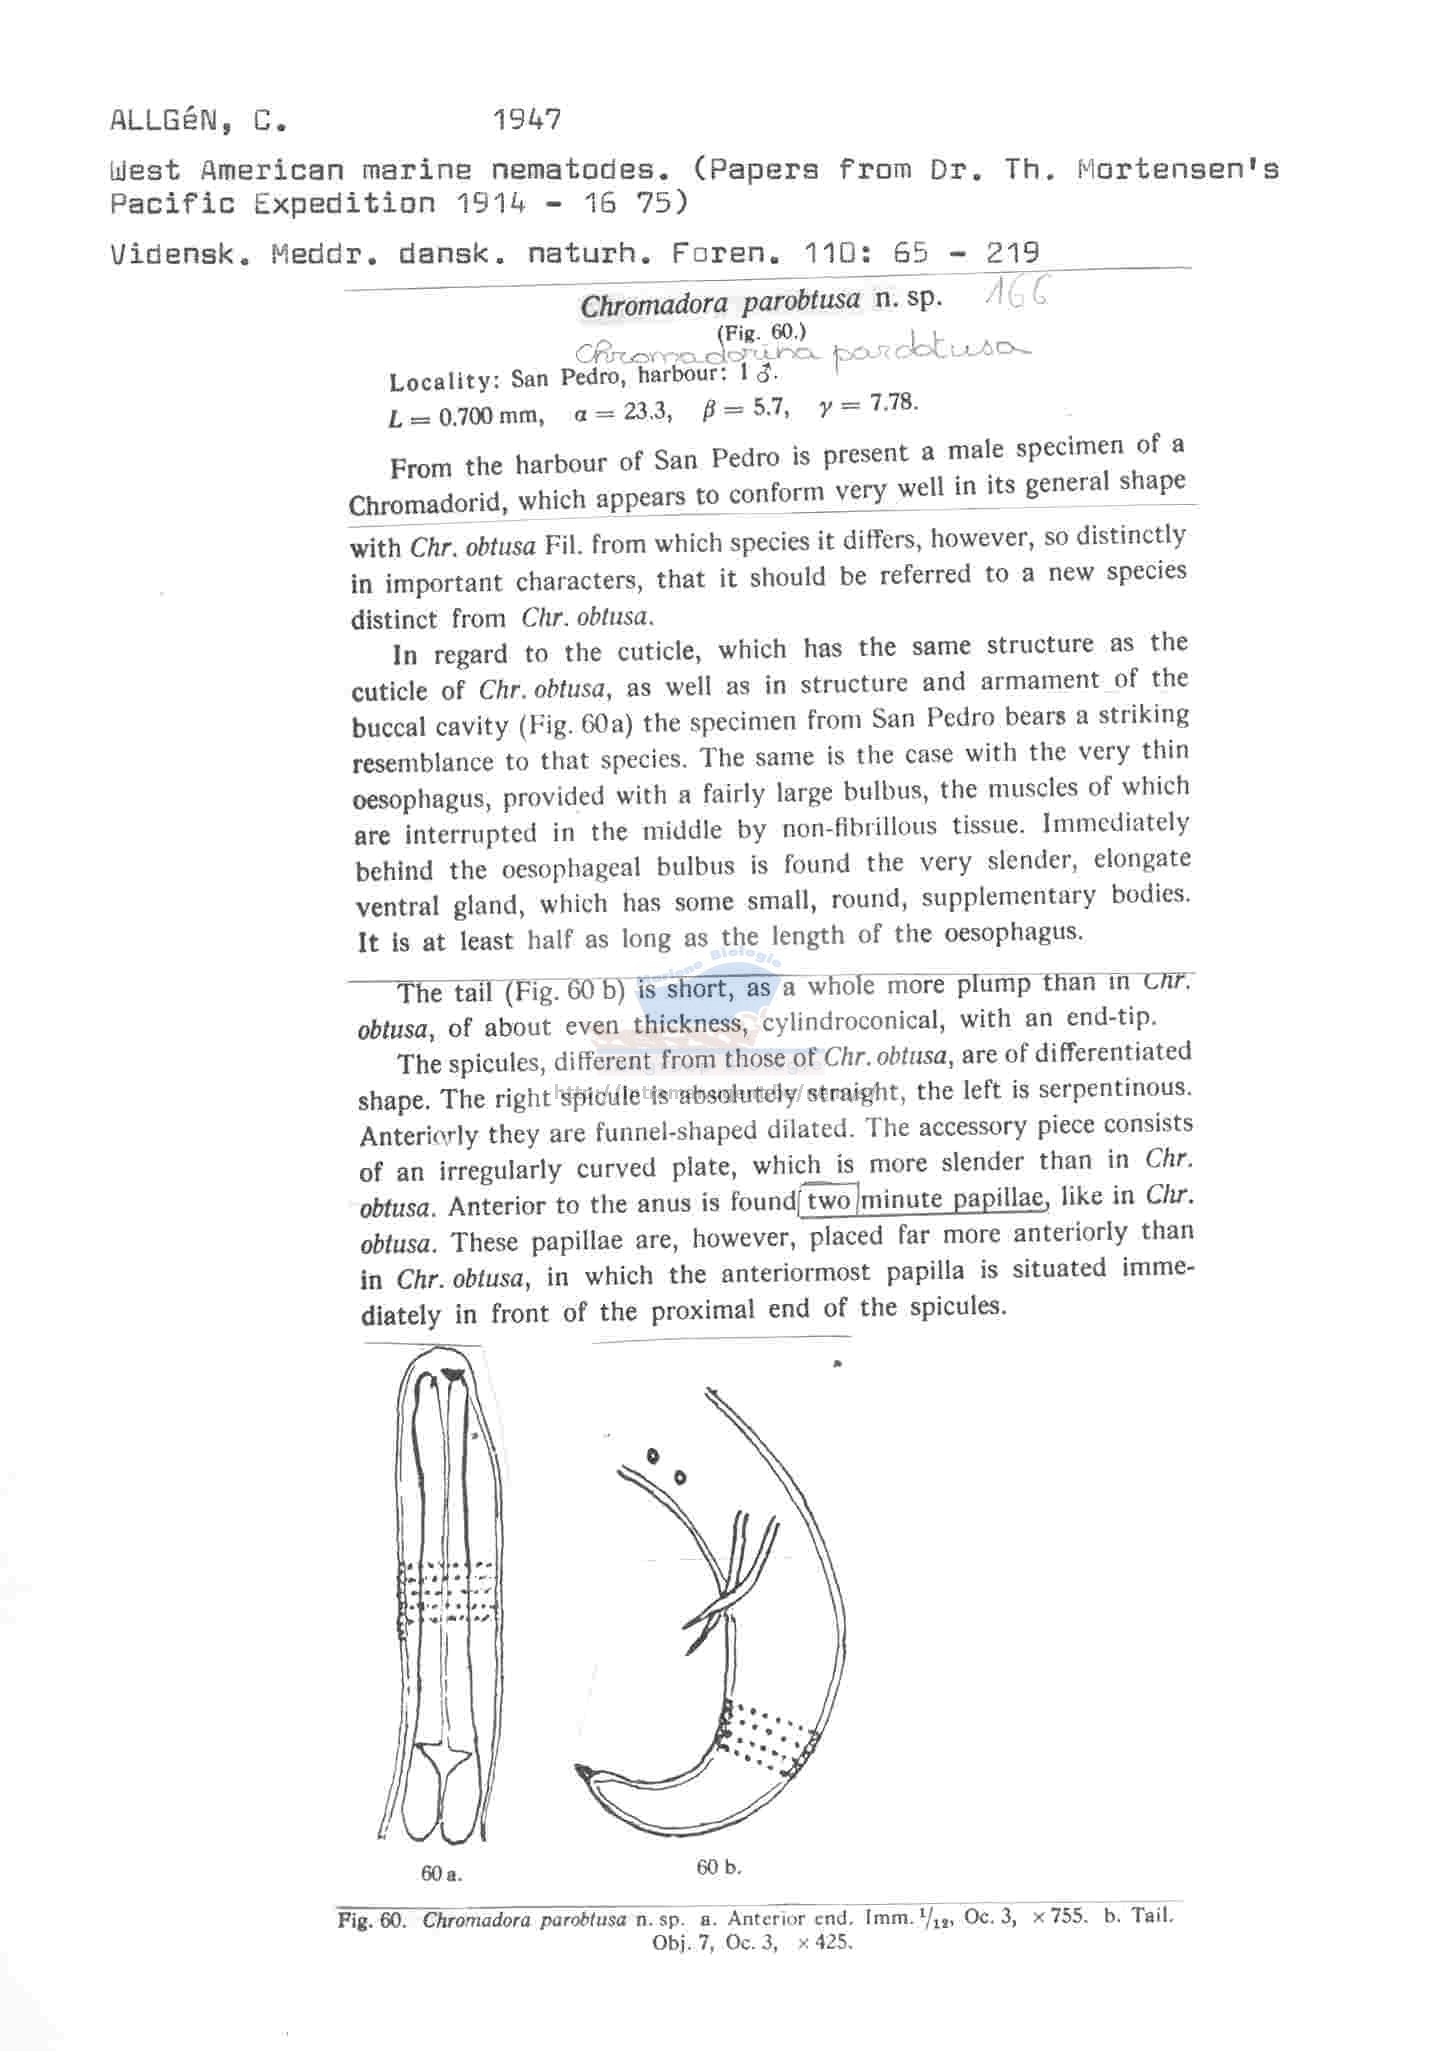 ALLGéN, C. 1947
West American marine nematodes. (Papers from Dr. Th. Mortensen's
Pacific Expedition 1914 - 16 75)
Vidensk. Meddr. dansk. naturh. Foren. 110: 65 - 219
Chromadora parobtusa n. sp. 166
(Fig. 60.)
Chromadorina parobtusa
Locality: San Pedro, harbour: 1 ♂.
L = 0.700 mm, α = 23.3, β = 5.7, γ = 7.78.
From the harbour of San Pedro is present a male specimen of a
Chromadorid, which appears to conform very well in its general shape
with Chr. obtusa Fil. from which species it differs, however, so distinctly
in important characters, that it should be referred to a new species
distinct from Chr. obtusa.
In regard to the cuticle, which has the same structure as the
cuticle of Chr. obtusa, as well as in structure and armament of the
buccal cavity (Fig. 60a) the specimen from San Pedro bears a striking
resemblance to that species. The same is the case with the very thin
oesophagus, provided with a fairly large bulbus, the muscles of which
are interrupted in the middle by non-fibrillous tissue. Immediately
behind the oesophageal bulbus is found the very slender, elongate
ventral gland, which has some small, round, supplementary bodies.
It is at least half as long as the length of the oesophagus.
Mariene Biologie
The tail (Fig. 60 b) is short, as a whole more plump than in Chr.
obtusa, of about even thickness, cylindroconical, with an end-tip.
The spicules, different from those of Chr. obtusa, are of differentiated
shape. The right spicule is absolutely straight, the left is serpentinous.
Anteriorly they are funnel-shaped dilated. The accessory piece consists
of an irregularly curved plate, which is more slender than in Chr.
obtusa. Anterior to the anus is found two minute papillae, like in Chr.
obtusa. These papillae are, however, placed far more anteriorly than
in Chr. obtusa, in which the anteriormost papilla is situated imme-
diately in front of the proximal end of the spicules.
60 a.
60 b.
Fig. 60. Chromadora parobtusa n. sp. a. Anterior end. Imm. 1/12, Oc. 3, ×755. b. Tail.
Obj. 7, Oc. 3, ×425.